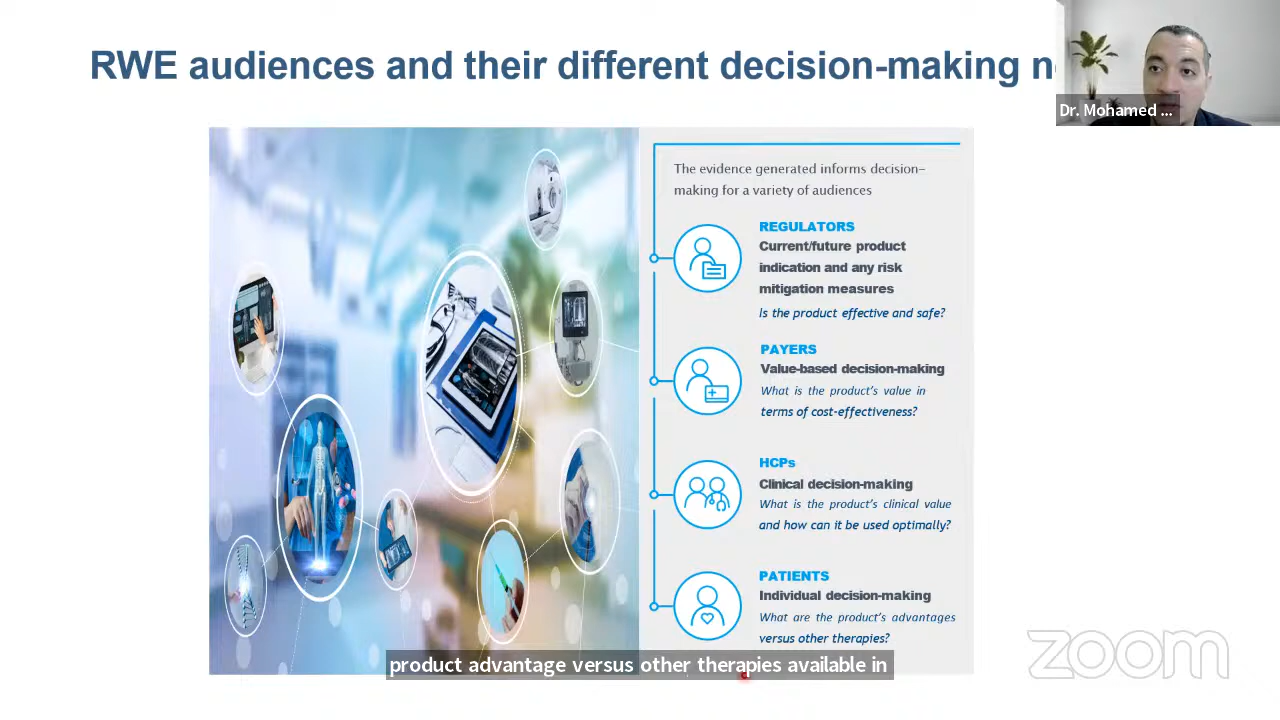 RWE audiences and their different decision-making
Dr. Mohamed ...
The evidence generated informs decision-
making for a variety of audiences
REGULATORS
Current/future product
indication and any risk
mitigation measures
Is the product effective and safe?
PAYERS
Value-based decision-making
What is the product's value in
terms of cost-effectiveness?
HCPs
Clinical decision-making
What is the product's clinical value
and how can it be used optimally?
PATIENTS
Individual decision-making
What are the product's advantages
versus other therapies?
product advantage versus other therapies available in
zoom